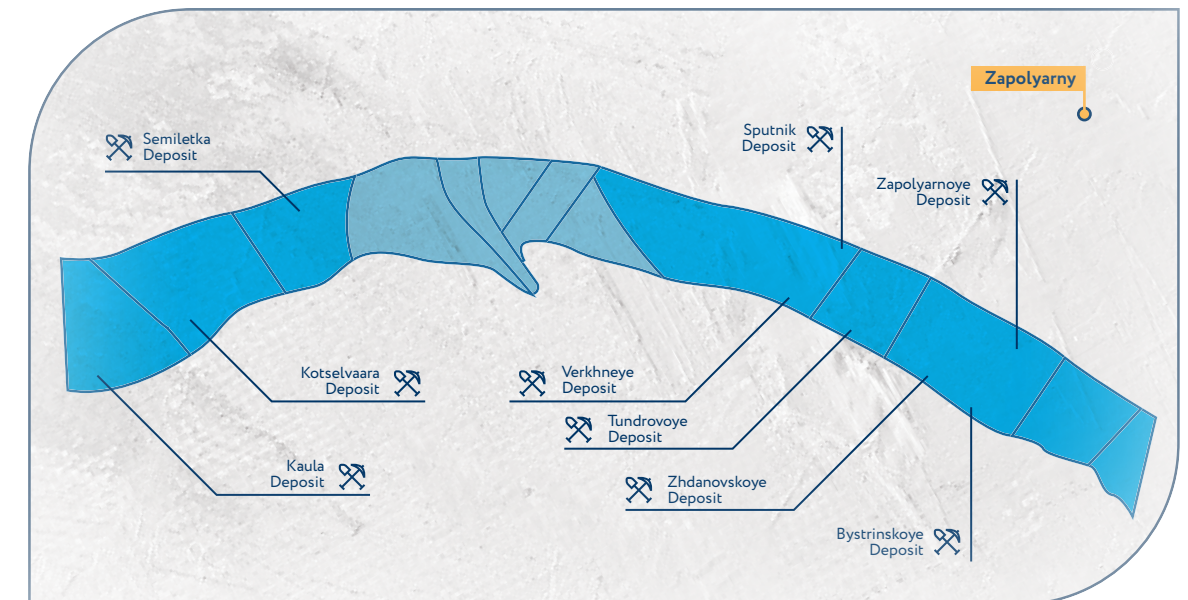 Zapolyarny
Semiletka
Deposit
Sputnik
Deposit
Zapolyarnoye
Deposit
Kotselvaara
Deposit
Verkhneye
Deposit
Tundrovoye
Deposit
Kaula
Deposit
Zhdanovskoye
Deposit
Bystrinskoye
Deposit